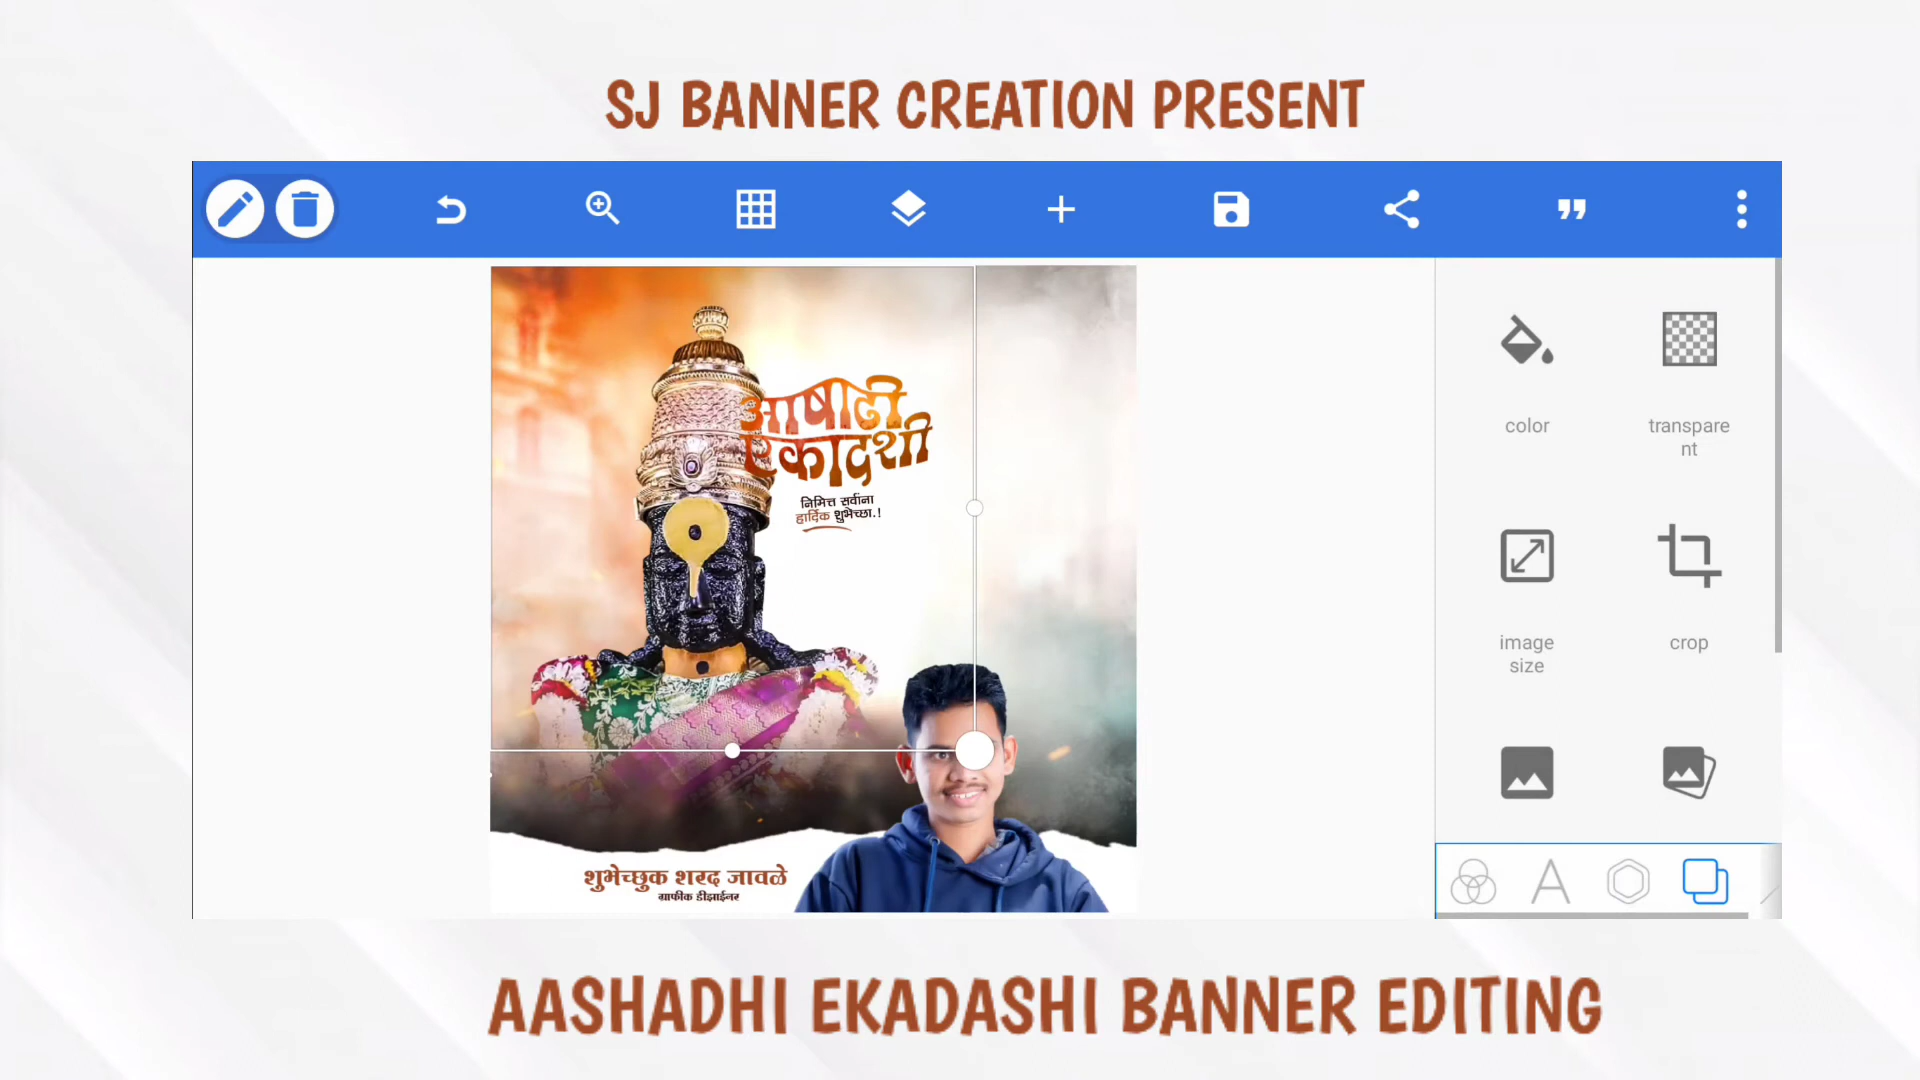 SJ BANNER CREATION PRESENT
आषाढी
एकादशी
निमित्त सर्वांना
हार्दिक शुभेच्छा.!
शुभेच्छुक शरद जावळे
ग्राफीक डीझाईनर
color
transpare
nt
image
size
crop
AASHADHI EKADASHI BANNER EDITING